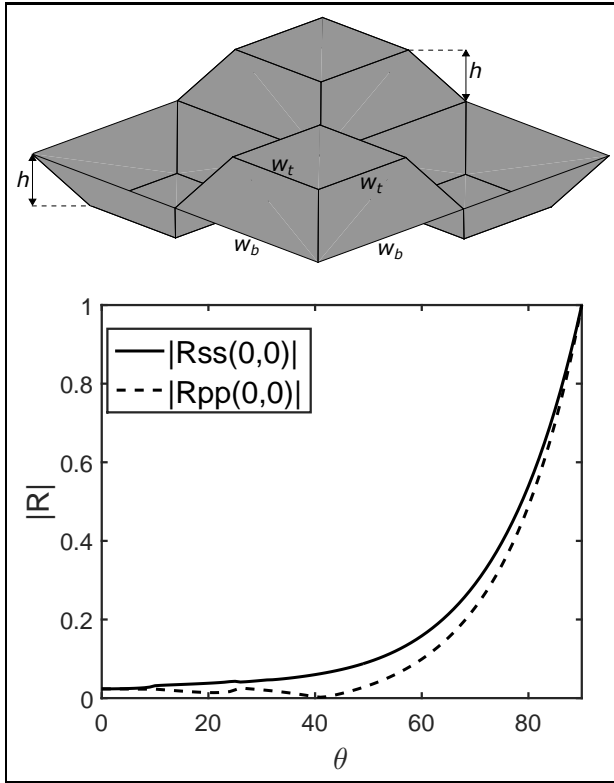 h
h
w_t
w_t
w_b
w_b
1
0.8
0.6
0.4
0.2
0
|R|
|Rss(0,0)|
|Rpp(0,0)|
0 20 40 60 80
θ